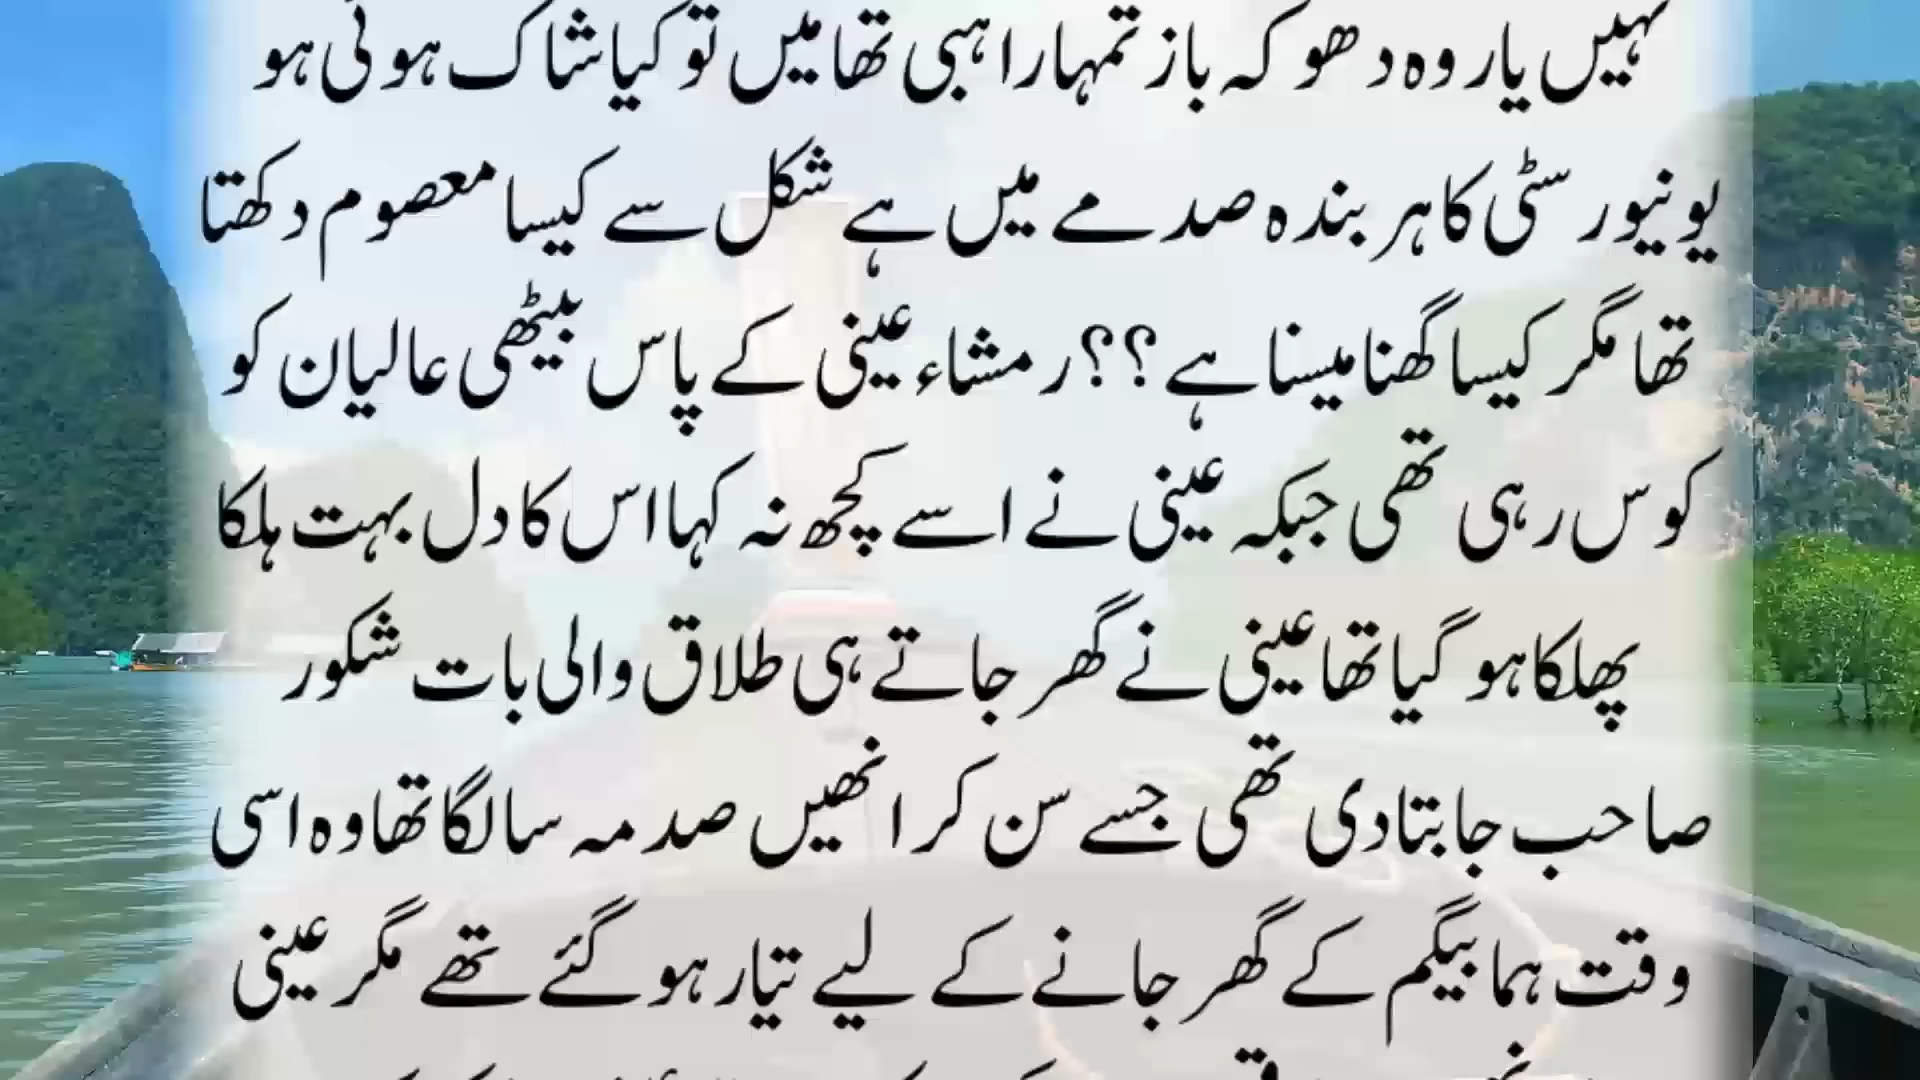 نہیں یار وہ دھوکہ باز تمہارا ہبی تھا میں تو کیا شاک ہوئی ہو
یونیورسٹی کا ہر بندہ صدمے میں ہے شکل سے کیسا معصوم دکھتا
تھا مگر کیسا گھنا میسنا ہے؟؟ رمشاء عینی کے پاس بیٹھی عالیان کو
کوس رہی تھی جبکہ عینی نے اسے کچھ نہ کہا اس کا دل بہت ہلکا
پھلکا ہو گیا تھا عینی نے گھر جاتے ہی طلاق والی بات شکور
صاحب جا بتا دی تھی جسے سن کر انھیں صدمہ سا لگا تھا وہ اسی
وقت ہما بیگم کے گھر جانے کے لیے تیار ہو گئے تھے مگر عینی